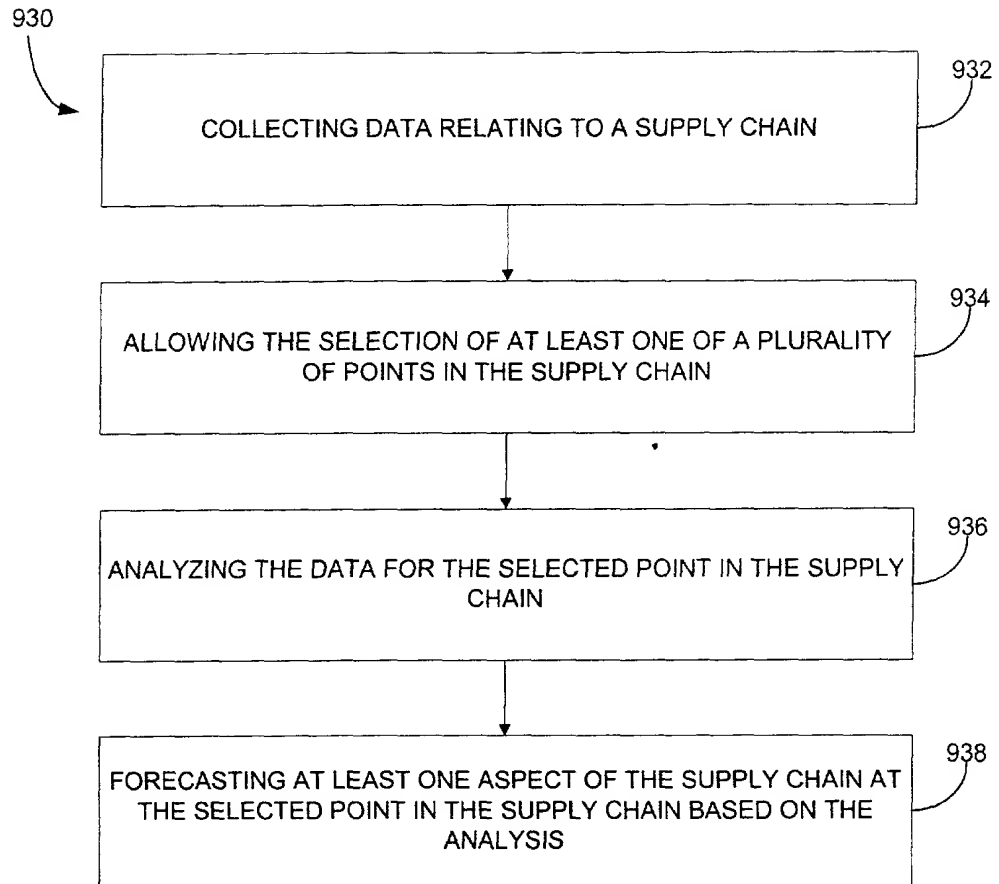 930
932
COLLECTING DATA RELATING TO A SUPPLY CHAIN
934
ALLOWING THE SELECTION OF AT LEAST ONE OF A PLURALITY
OF POINTS IN THE SUPPLY CHAIN
936
ANALYZING THE DATA FOR THE SELECTED POINT IN THE SUPPLY
CHAIN
938
FORECASTING AT LEAST ONE ASPECT OF THE SUPPLY CHAIN AT
THE SELECTED POINT IN THE SUPPLY CHAIN BASED ON THE
ANALYSIS